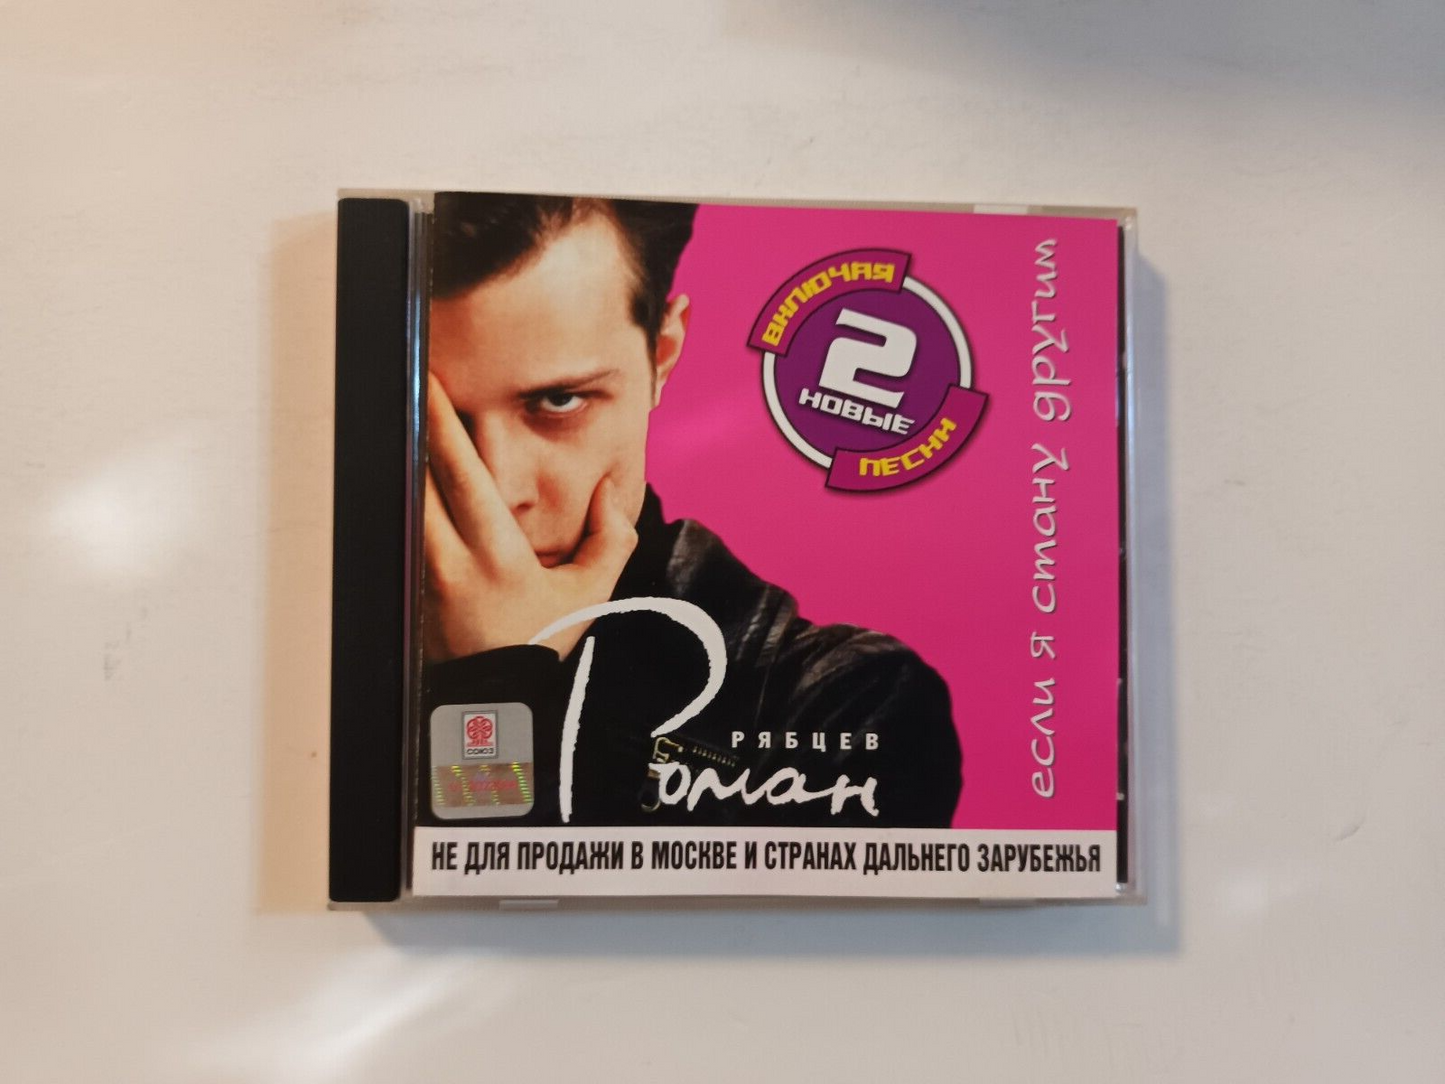 ВКЛЮЧАЯ
2
НОВЫЕ
ПЕСНИ
если я стану другим
РЯБЦЕВ
Роман
СОЮЗ
НЕ ДЛЯ ПРОДАЖИ В МОСКВЕ И СТРАНАХ ДАЛЬНЕГО ЗАРУБЕЖЬЯ